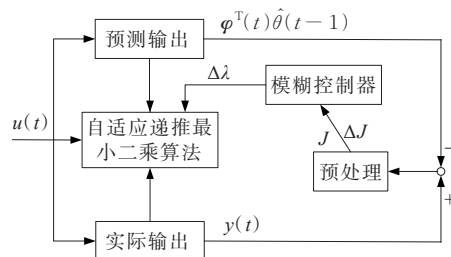 预测输出
φᵀ(t)θ̂(t−1)
Δλ
模糊控制器
u(t)
自适应递推最
小二乘算法
J
ΔJ
预处理
−
+
实际输出
y(t)